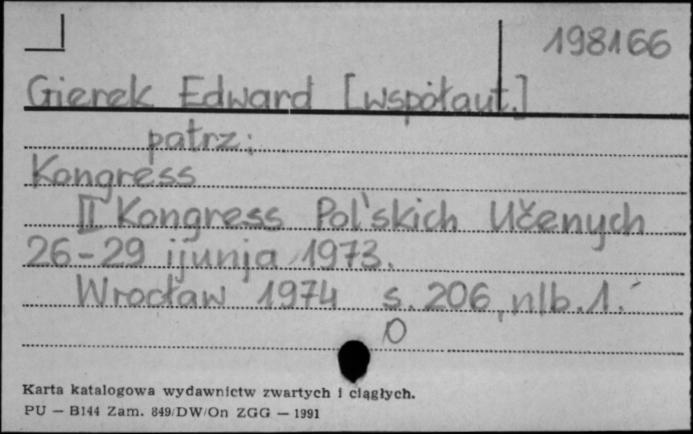 198166
Gierek Edward [współaut.]
patrz:
Kongress
II Kongress Pol'skich Učenych
26-29 ijunja 1973.
Wrocław 1974 s. 206, nlb. 1.
O
Karta katalogowa wydawnictw zwartych i ciągłych.
PU — B144 Zam. 849/DW/On ZGG — 1991